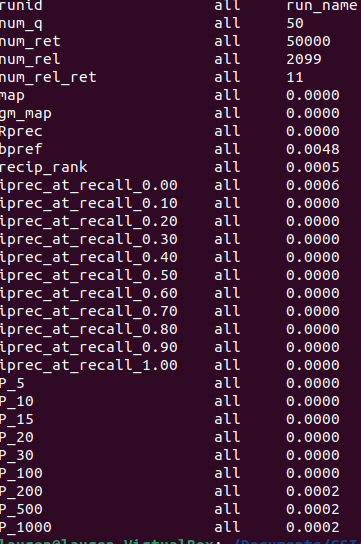 runid all run_name
num_q all 50
num_ret all 50000
num_rel all 2099
num_rel_ret all 11
map all 0.0000
gm_map all 0.0000
Rprec all 0.0000
bpref all 0.0048
recip_rank all 0.0005
iprec_at_recall_0.00 all 0.0006
iprec_at_recall_0.10 all 0.0000
iprec_at_recall_0.20 all 0.0000
iprec_at_recall_0.30 all 0.0000
iprec_at_recall_0.40 all 0.0000
iprec_at_recall_0.50 all 0.0000
iprec_at_recall_0.60 all 0.0000
iprec_at_recall_0.70 all 0.0000
iprec_at_recall_0.80 all 0.0000
iprec_at_recall_0.90 all 0.0000
iprec_at_recall_1.00 all 0.0000
P_5 all 0.0000
P_10 all 0.0000
P_15 all 0.0000
P_20 all 0.0000
P_30 all 0.0000
P_100 all 0.0000
P_200 all 0.0002
P_500 all 0.0002
P_1000 all 0.0002